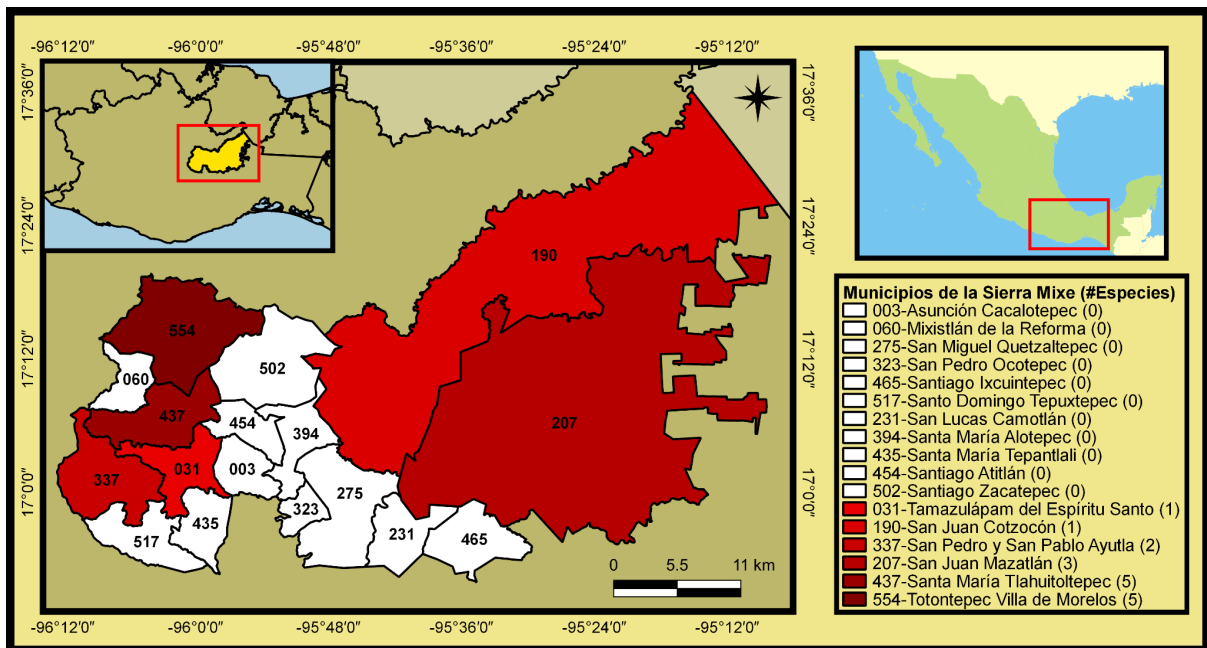 -96°12′0″ -96°0′0″ -95°48′0″ -95°36′0″ -95°24′0″ -95°12′0″
17°36′0″
17°24′0″
17°12′0″
17°0′0″
17°36′0″
17°24′0″
17°12′0″
17°0′0″
190
554
060
502
437
454
394
207
337
031
003
275
323
435
517
231
465
0 5.5 11 km
-96°12′0″ -96°0′0″ -95°48′0″ -95°36′0″ -95°24′0″ -95°12′0″
Municipios de la Sierra Mixe (#Especies)
003-Asunción Cacalotepec (0)
060-Mixistlán de la Reforma (0)
275-San Miguel Quetzaltepec (0)
323-San Pedro Ocotepec (0)
465-Santiago Ixcuintepec (0)
517-Santo Domingo Tepuxtepec (0)
231-San Lucas Camotlán (0)
394-Santa María Alotepec (0)
435-Santa María Tepantlali (0)
454-Santiago Atitlán (0)
502-Santiago Zacatepec (0)
031-Tamazulápam del Espíritu Santo (1)
190-San Juan Cotzocón (1)
337-San Pedro y San Pablo Ayutla (2)
207-San Juan Mazatlán (3)
437-Santa María Tlahuitoltepec (5)
554-Totontepec Villa de Morelos (5)